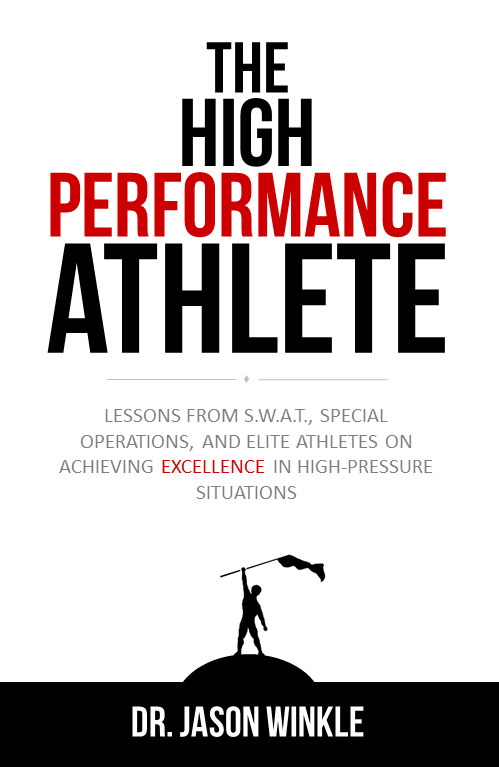 THE
HIGH
PERFORMANCE
ATHLETE
LESSONS FROM S.W.A.T., SPECIAL
OPERATIONS, AND ELITE ATHLETES ON
ACHIEVING EXCELLENCE IN HIGH-PRESSURE
SITUATIONS
DR. JASON WINKLE